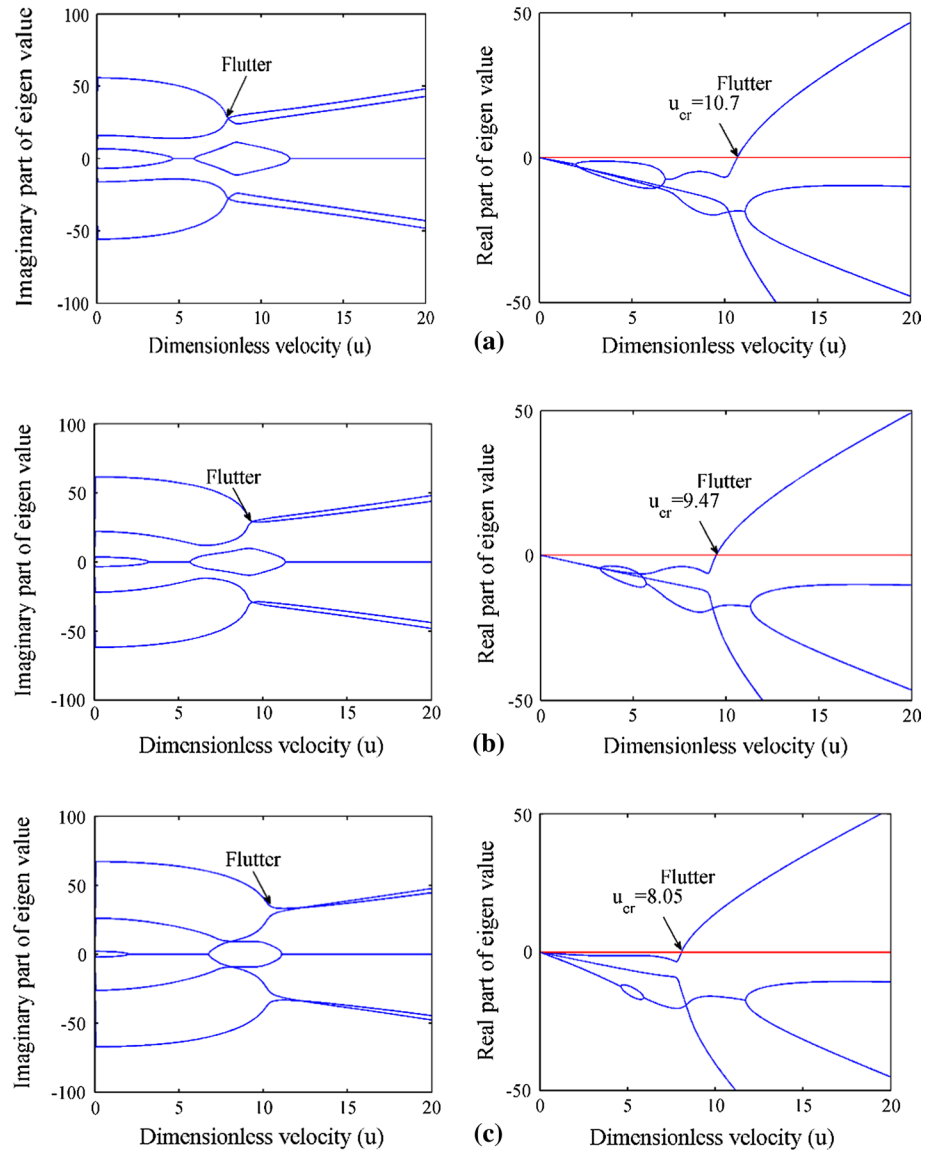 100
50
0
-50
-100
Imaginary part of eigen value
Flutter
0 5 10 15 20
Dimensionless velocity (u)
50
0
-50
Real part of eigen value
Flutter
u_cr=10.7
0 5 10 15 20
Dimensionless velocity (u)
(a)
100
50
0
-50
-100
Imaginary part of eigen value
Flutter
0 5 10 15 20
Dimensionless velocity (u)
50
0
-50
Real part of eigen value
Flutter
u_cr=9.47
0 5 10 15 20
Dimensionless velocity (u)
(b)
100
50
0
-50
-100
Imaginary part of eigen value
Flutter
0 5 10 15 20
Dimensionless velocity (u)
50
0
-50
Real part of eigen value
Flutter
u_cr=8.05
0 5 10 15 20
Dimensionless velocity (u)
(c)